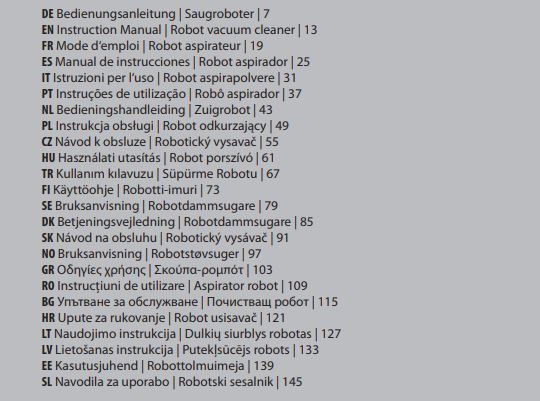 DE Bedienungsanleitung | Saugroboter | 7
EN Instruction Manual | Robot vacuum cleaner | 13
FR Mode d'emploi | Robot aspirateur | 19
ES Manual de instrucciones | Robot aspirador | 25
IT Istruzioni per l'uso | Robot aspirapolvere | 31
PT Instruções de utilização | Robô aspirador | 37
NL Bedieningshandleiding | Zuigrobot | 43
PL Instrukcja obsługi | Robot odkurzający | 49
CZ Návod k obsluze | Robotický vysavač | 55
HU Használati utasítás | Robot porszívó | 61
TR Kullanım kılavuzu | Süpürme Robotu | 67
FI Käyttöohje | Robotti-imuri | 73
SE Bruksanvisning | Robotdammsugare | 79
DK Betjeningsvejledning | Robotdammsugare | 85
SK Návod na obsluhu | Robotický vysávač | 91
NO Bruksanvisning | Robotstøvsuger | 97
GR Οδηγίες χρήσης | Σκούπα-ρομπότ | 103
RO Instrucțiuni de utilizare | Aspirator robot | 109
BG Упътване за обслужване | Почистващ робот | 115
HR Upute za rukovanje | Robot usisavač | 121
LT Naudojimo instrukcija | Dulkių siurblys robotas | 127
LV Lietošanas instrukcija | Putekļsūcējs robots | 133
EE Kasutusjuhend | Robottolmuimeja | 139
SL Navodila za uporabo | Robotski sesalnik | 145